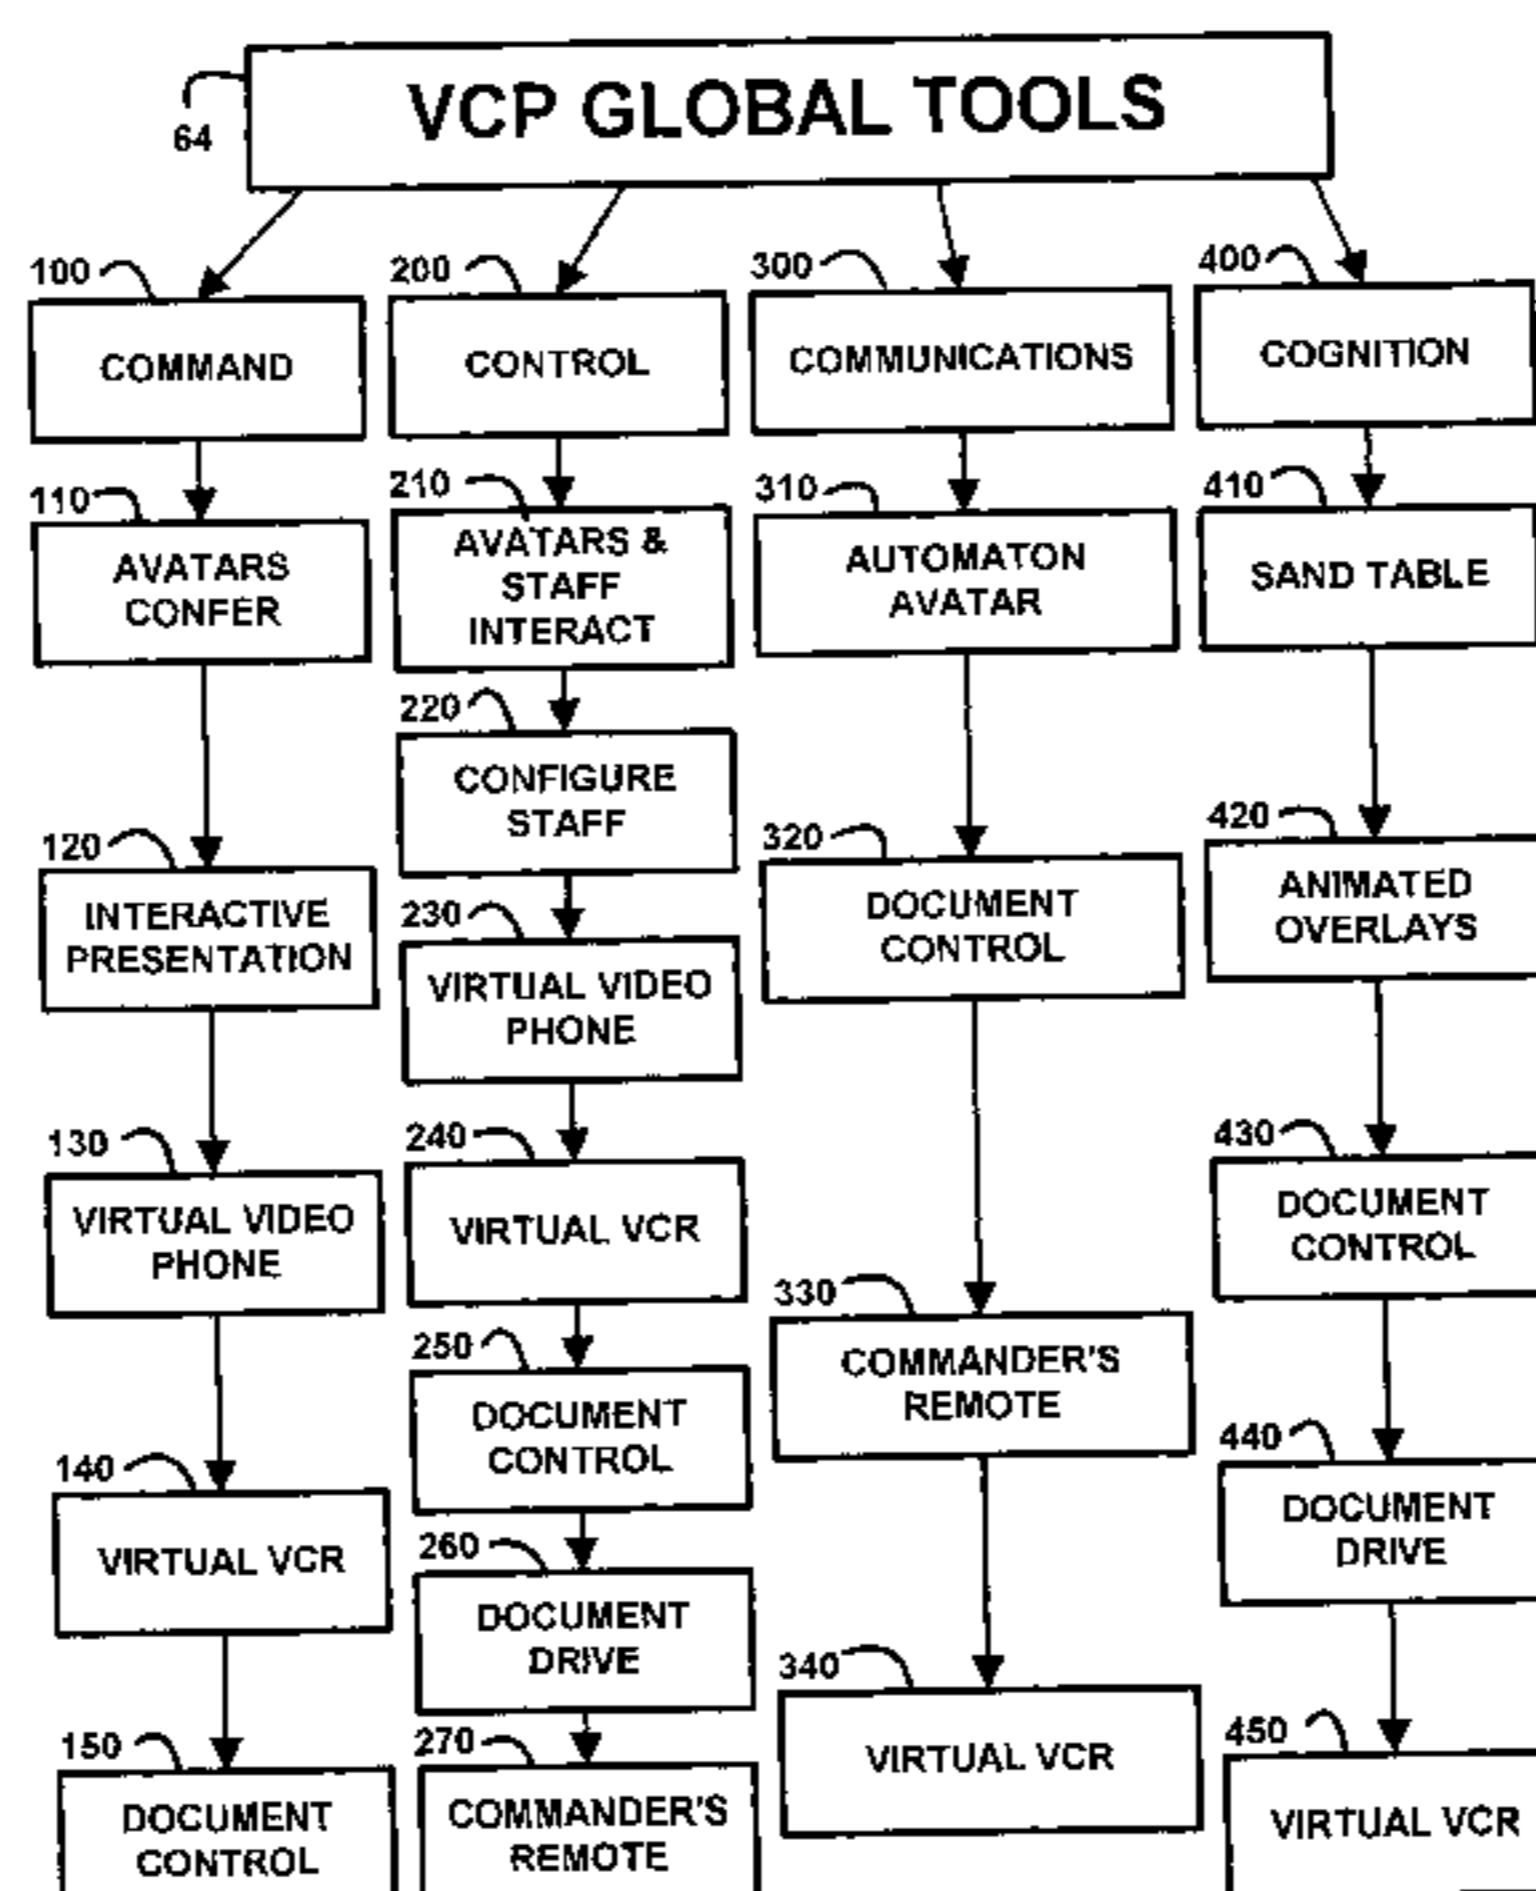 VCP GLOBAL TOOLS
64
100
COMMAND
110
AVATARS
CONFER
120
INTERACTIVE
PRESENTATION
130
VIRTUAL VIDEO
PHONE
140
VIRTUAL VCR
150
DOCUMENT
CONTROL
200
CONTROL
210
AVATARS &
STAFF
INTERACT
220
CONFIGURE
STAFF
230
VIRTUAL VIDEO
PHONE
240
VIRTUAL VCR
250
DOCUMENT
CONTROL
260
DOCUMENT
DRIVE
270
COMMANDER'S
REMOTE
300
COMMUNICATIONS
310
AUTOMATON
AVATAR
320
DOCUMENT
CONTROL
330
COMMANDER'S
REMOTE
340
VIRTUAL VCR
400
COGNITION
410
SAND TABLE
420
ANIMATED
OVERLAYS
430
DOCUMENT
CONTROL
440
DOCUMENT
DRIVE
450
VIRTUAL VCR